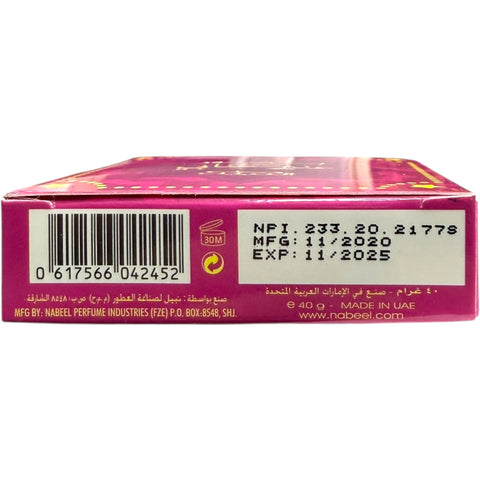 0 617566 042452
30M
NPI.233.20.2177S
MFG: 11/2020
EXP: 11/2025
صنع بواسطة: نبيل لصناعة العطور (م.م.ح) ص.ب: ٨٥٤٨ الشارقة
MFG BY: NABEEL PERFUME INDUSTRIES (FZE) P.O. BOX:8548, SHJ.
٤٠ غرام - صنع في الإمارات العربية المتحدة
e 40 g - MADE IN UAE
www.nabeel.com